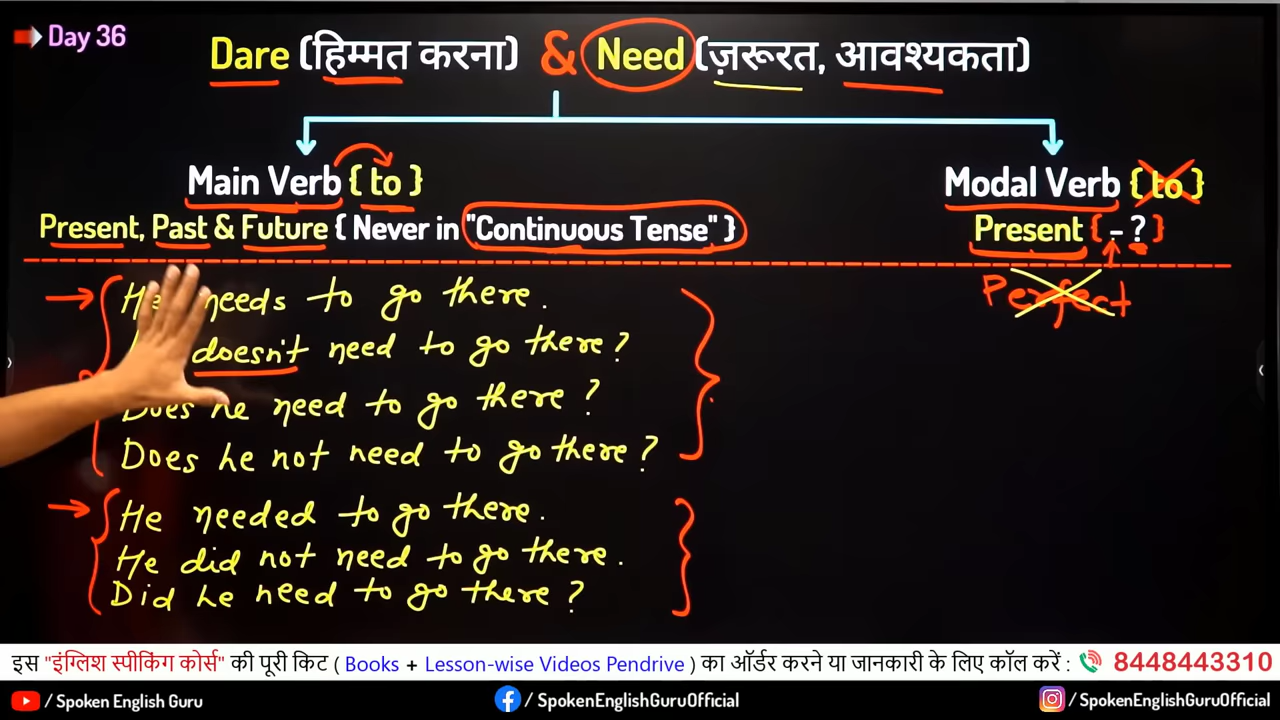 Day 36
Dare (हिम्मत करना) & Need (ज़रूरत, आवश्यकता)
Main Verb { to }
Modal Verb { to }
Present, Past & Future { Never in "Continuous Tense" }
Present { - ? }
Perfect
He needs to go there.
doesn't need to go there?
Does he need to go there?
Does he not need to go there?
He needed to go there.
He did not need to go there.
Did he need to go there?
इस "इंग्लिश स्पीकिंग कोर्स" की पूरी किट ( Books + Lesson-wise Videos Pendrive ) का ऑर्डर करने या जानकारी के लिए कॉल करें : 8448443310
/ Spoken English Guru
/ SpokenEnglishGuruOfficial
/ SpokenEnglishGuruOfficial